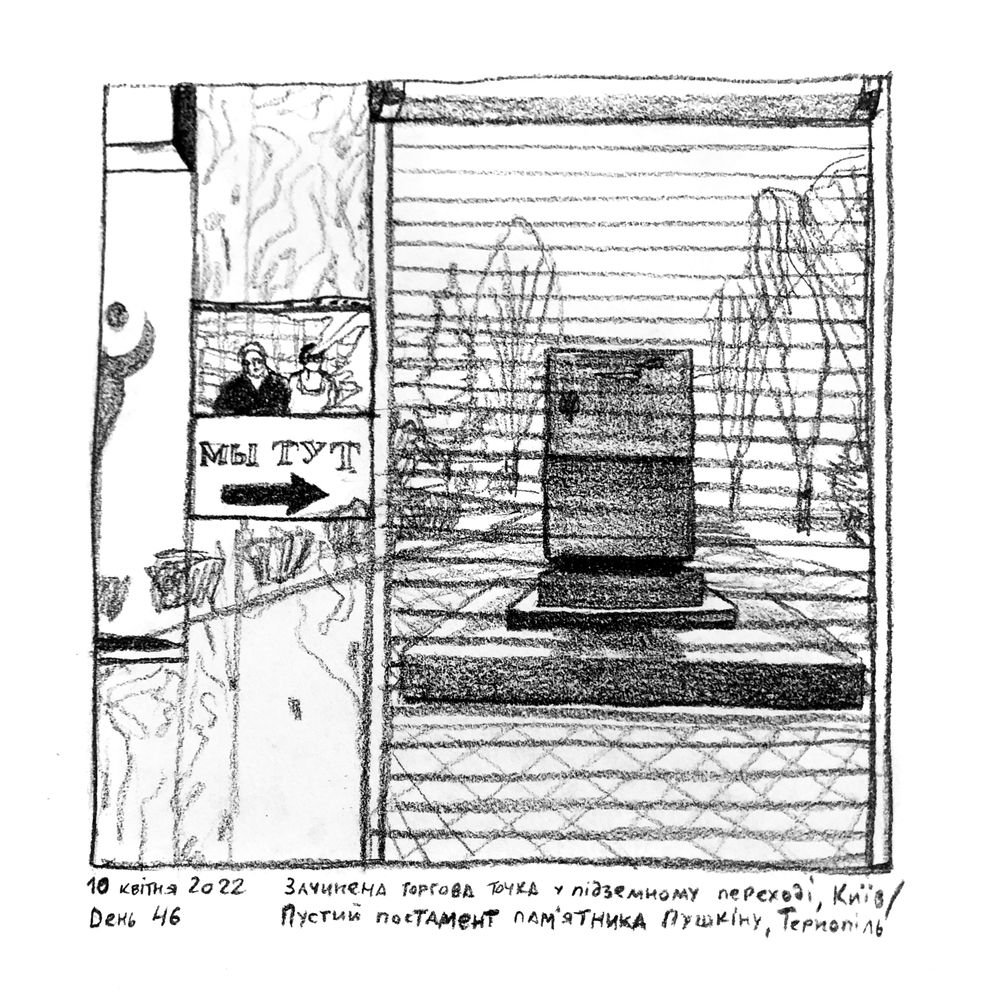 МЫ ТУТ
10 квітня 2022 Зачинена торгова точка у підземному переході, Київ/
День 46 Пустий постамент пам'ятника Пушкіну, Тернопіль